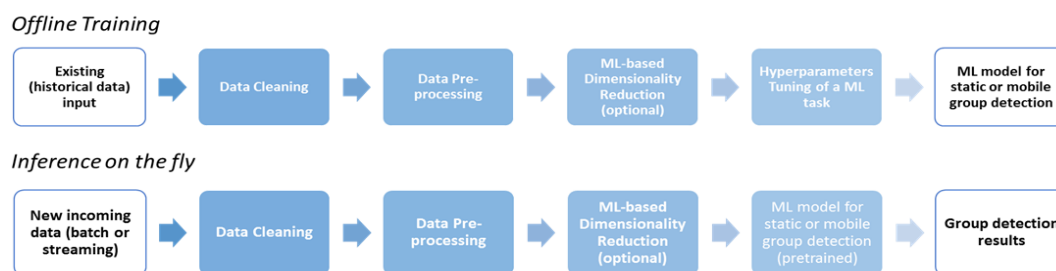 Offline Training
Existing
(historical data)
input
Data Cleaning
Data Pre-
processing
ML-based
Dimensionality
Reduction
(optional)
Hyperparameters
Tuning of a ML
task
ML model for
static or mobile
group detection
Inference on the fly
New incoming
data (batch or
streaming)
Data Cleaning
Data Pre-
processing
ML-based
Dimensionality
Reduction
(optional)
ML model for
static or mobile
group detection
(pretrained)
Group detection
results